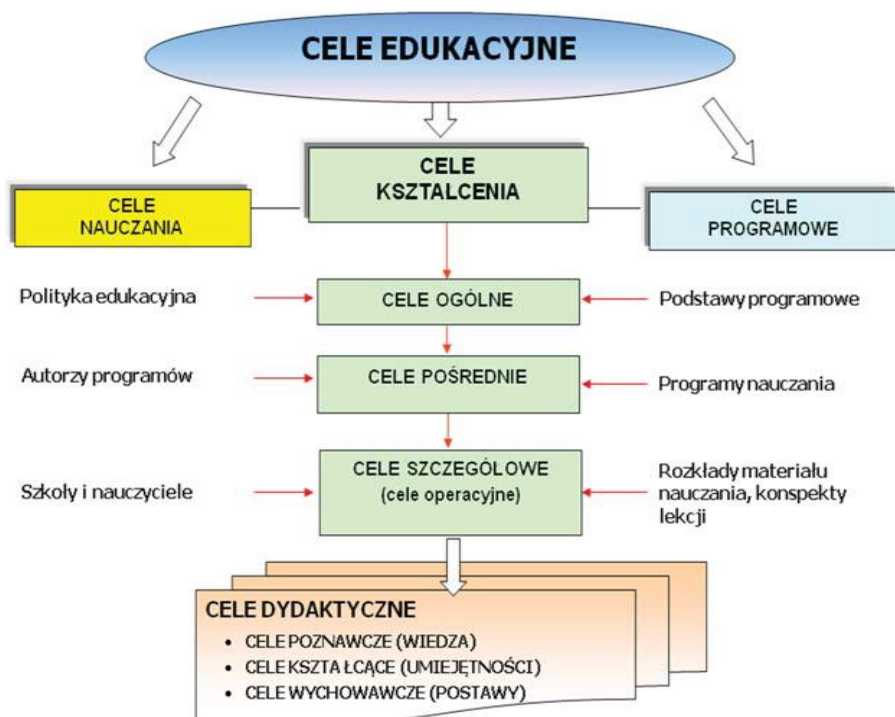 CELE EDUKACYJNE
CELE
NAUCZANIA
CELE
KSZTALCENIA
CELE
PROGRAMOWE
Polityka edukacyjna
CELE OGÓLNE
Podstawy programowe
Autorzy programów
CELE POŚREDNIE
Programy nauczania
Szkoły i nauczyciele
CELE SZCZEGÓŁOWE
(cele operacyjne)
Rozkłady materiału
nauczania, konspekty
lekcji
CELE DYDAKTYCZNE
• CELE POZNAWCZE (WIEDZA)
• CELE KSZTA ŁCĄCE (UMIEJĘTNOŚCI)
• CELE WYCHOWAWCZE (POSTAWY)